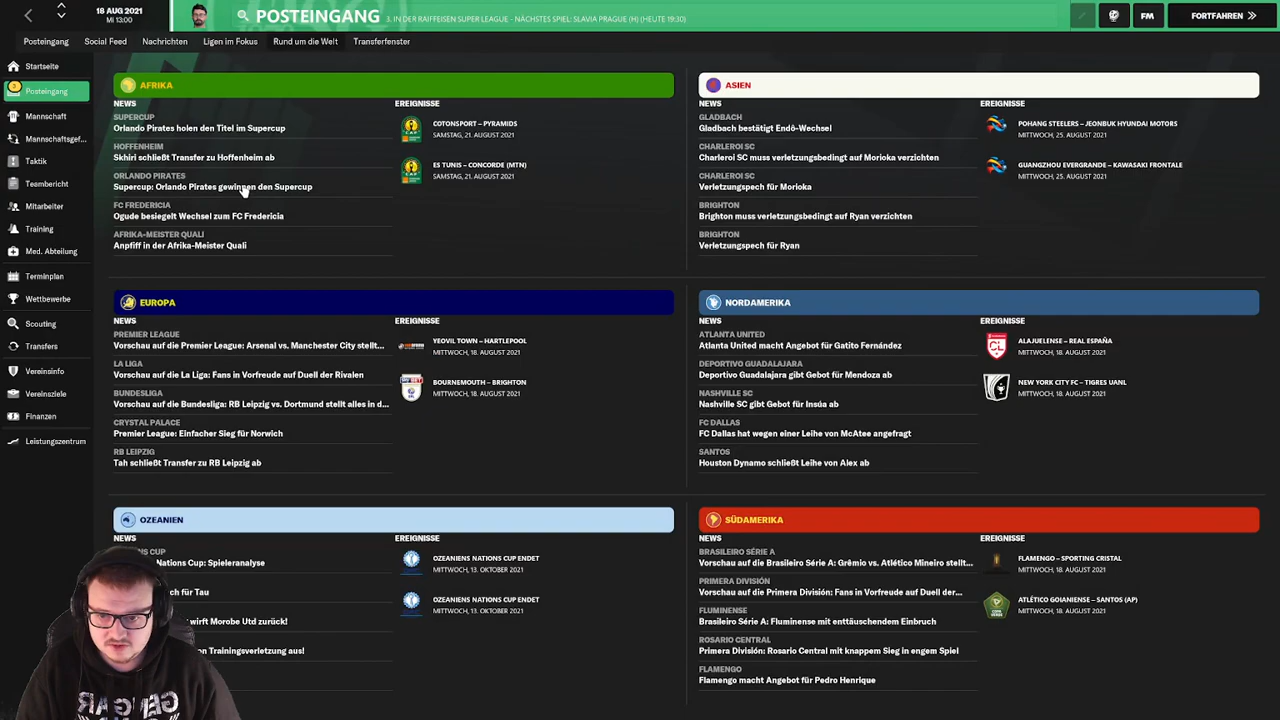 18 AUG 2021
MI 13:00
POSTEINGANG
3. IN DER RAIFFEISEN SUPER LEAGUE - NÄCHSTES SPIEL: SLAVIA PRAGUE (H) (HEUTE 19:30)
FM
FORTFAHREN
Posteingang
Social Feed
Nachrichten
Ligen im Fokus
Rund um die Welt
Transferfenster
Startseite
3
Posteingang
Mannschaft
Mannschaftsgef...
Taktik
Teambericht
Mitarbeiter
Training
Med. Abteilung
Terminplan
Wettbewerbe
Scouting
Transfers
Vereinsinfo
Vereinsziele
Finanzen
Leistungszentrum
AFRIKA
NEWS
SUPERCUP
Orlando Pirates holen den Titel im Supercup
HOFFENHEIM
Skhiri schließt Transfer zu Hoffenheim ab
ORLANDO PIRATES
Supercup: Orlando Pirates gewinnen den Supercup
FC FREDERICIA
Ogude besiegelt Wechsel zum FC Fredericia
AFRIKA-MEISTER QUALI
Anpfiff in der Afrika-Meister Quali
EREIGNISSE
COTONSPORT - PYRAMIDS
SAMSTAG, 21. AUGUST 2021
ES TUNIS - CONCORDE (MTN)
SAMSTAG, 21. AUGUST 2021
ASIEN
NEWS
GLADBACH
Gladbach bestätigt Endō-Wechsel
CHARLEROI SC
Charleroi SC muss verletzungsbedingt auf Morioka verzichten
CHARLEROI SC
Verletzungspech für Morioka
BRIGHTON
Brighton muss verletzungsbedingt auf Ryan verzichten
BRIGHTON
Verletzungspech für Ryan
EREIGNISSE
POHANG STEELERS - JEONBUK HYUNDAI MOTORS
MITTWOCH, 25. AUGUST 2021
GUANGZHOU EVERGRANDE - KAWASAKI FRONTALE
MITTWOCH, 25. AUGUST 2021
EUROPA
NEWS
PREMIER LEAGUE
Vorschau auf die Premier League: Arsenal vs. Manchester City stellt...
LA LIGA
Vorschau auf die La Liga: Fans in Vorfreude auf Duell der Rivalen
BUNDESLIGA
Vorschau auf die Bundesliga: RB Leipzig vs. Dortmund stellt alles in d...
CRYSTAL PALACE
Premier League: Einfacher Sieg für Norwich
RB LEIPZIG
Tah schließt Transfer zu RB Leipzig ab
EREIGNISSE
YEOVIL TOWN - HARTLEPOOL
MITTWOCH, 18. AUGUST 2021
BOURNEMOUTH - BRIGHTON
MITTWOCH, 18. AUGUST 2021
NORDAMERIKA
NEWS
ATLANTA UNITED
Atlanta United macht Angebot für Gatito Fernández
DEPORTIVO GUADALAJARA
Deportivo Guadalajara gibt Gebot für Mendoza ab
NASHVILLE SC
Nashville SC gibt Gebot für Insúa ab
FC DALLAS
FC Dallas hat wegen einer Leihe von McAtee angefragt
SANTOS
Houston Dynamo schließt Leihe von Alex ab
EREIGNISSE
ALAJUELENSE - REAL ESPAÑA
MITTWOCH, 18. AUGUST 2021
NEW YORK CITY FC - TIGRES UANL
MITTWOCH, 18. AUGUST 2021
OZEANIEN
NEWS
CUP
Nations Cup: Spieleranalyse
ch für Tau
wirft Morobe Utd zurück!
on Trainingsverletzung aus!
EREIGNISSE
OZEANIENS NATIONS CUP ENDET
MITTWOCH, 13. OKTOBER 2021
OZEANIENS NATIONS CUP ENDET
MITTWOCH, 13. OKTOBER 2021
SÜDAMERIKA
NEWS
BRASILEIRO SÉRIE A
Vorschau auf die Brasileiro Série A: Grêmio vs. Atlético Mineiro stellt...
PRIMERA DIVISIÓN
Vorschau auf die Primera División: Fans in Vorfreude auf Duell der...
FLUMINENSE
Brasileiro Série A: Fluminense mit enttäuschendem Einbruch
ROSARIO CENTRAL
Primera División: Rosario Central mit knappem Sieg in engem Spiel
FLAMENGO
Flamengo macht Angebot für Pedro Henrique
EREIGNISSE
FLAMENGO - SPORTING CRISTAL
MITTWOCH, 18. AUGUST 2021
ATLÉTICO GOIANIENSE - SANTOS (AP)
MITTWOCH, 18. AUGUST 2021